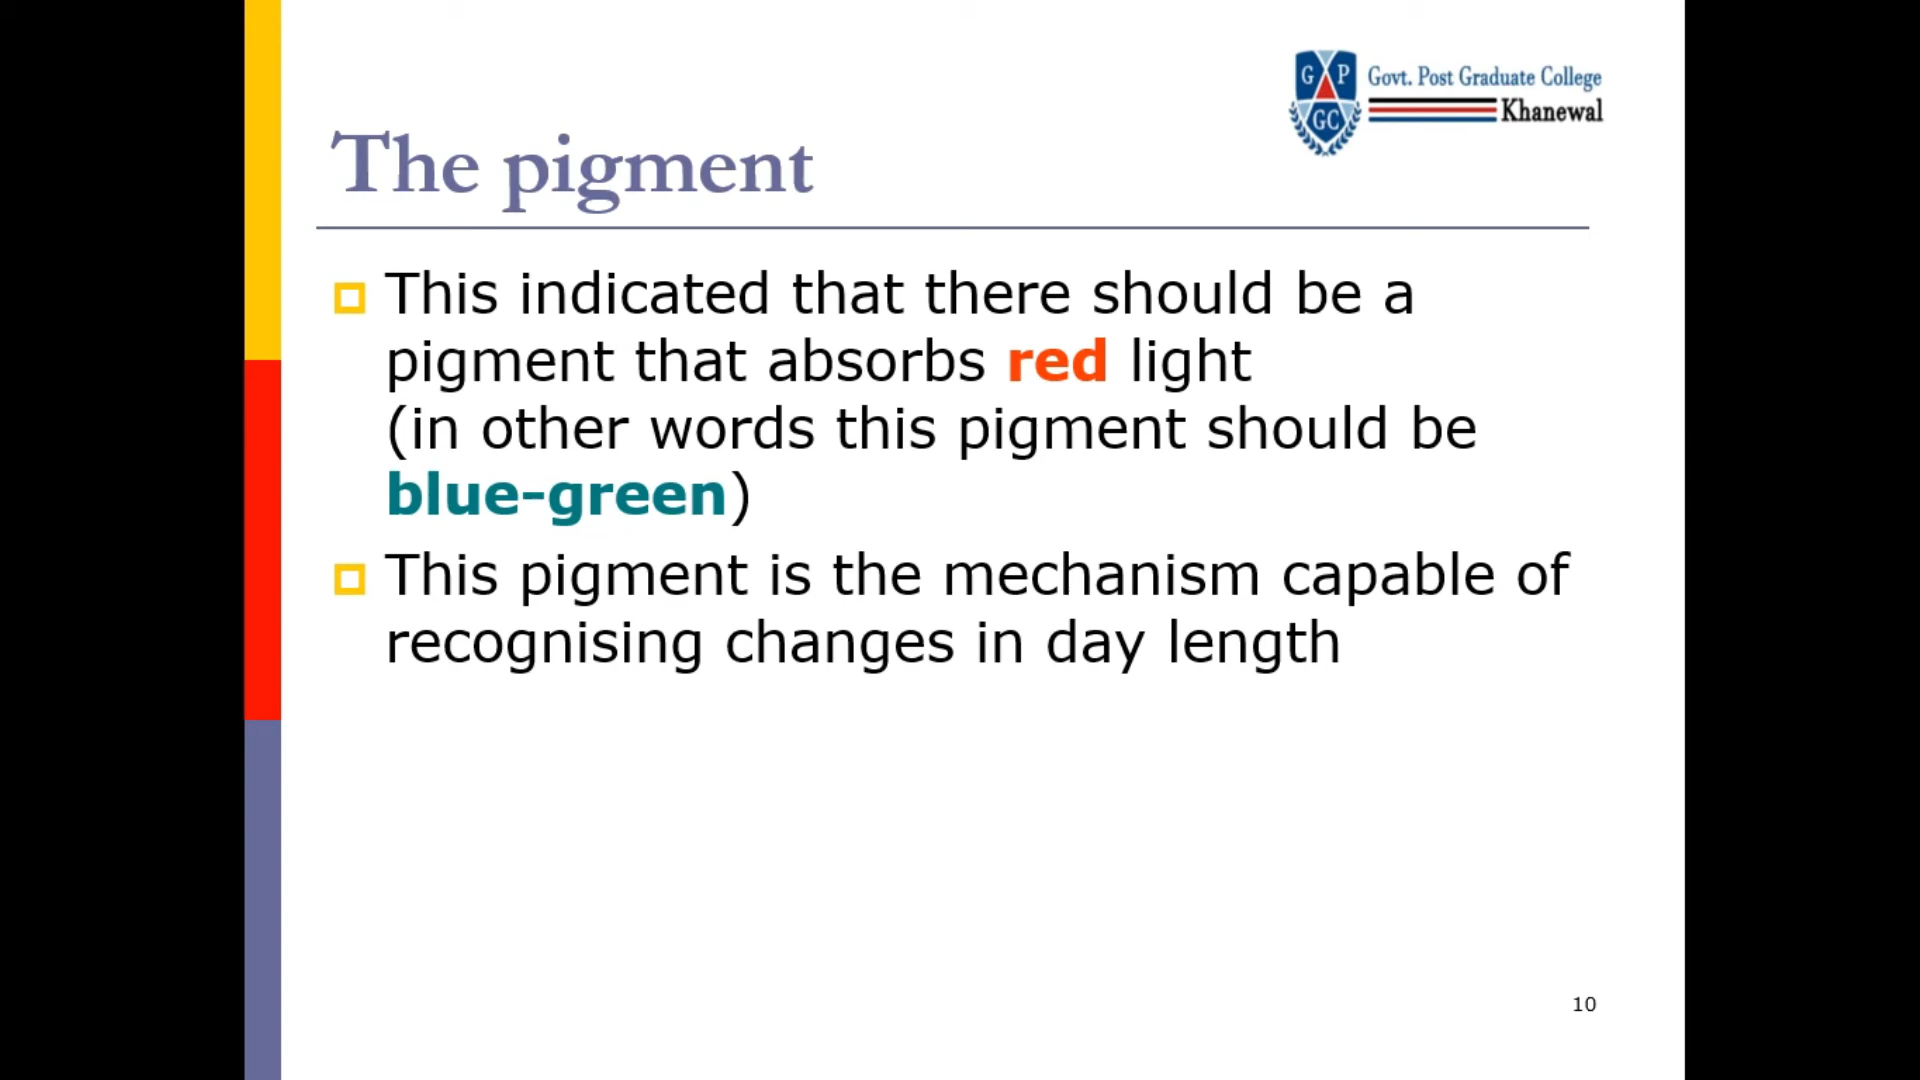 G P
GC
Govt. Post Graduate College
Khanewal
The pigment
This indicated that there should be a
pigment that absorbs red light
(in other words this pigment should be
blue-green)
This pigment is the mechanism capable of
recognising changes in day length
10